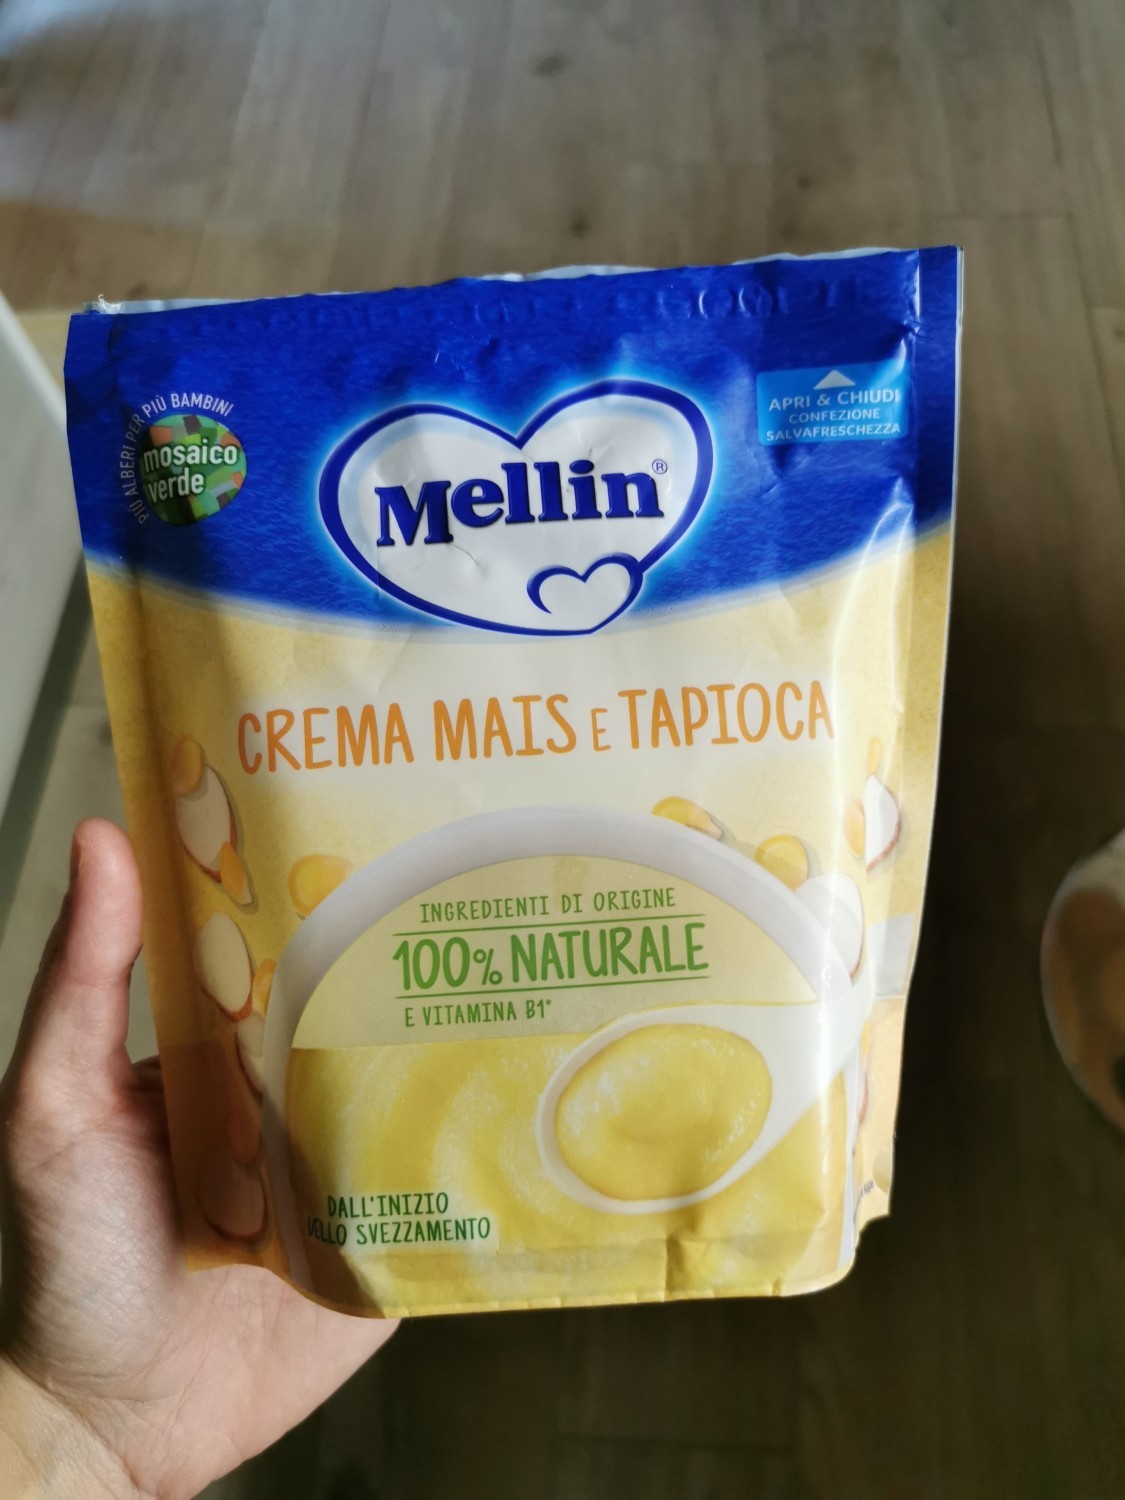 PIÙ ALBERI PER PIÙ BAMBINI
mosaico
verde
Mellin®
APRI & CHIUDI
CONFEZIONE
SALVAFRESCHEZZA
CREMA MAIS E TAPIOCA
INGREDIENTI DI ORIGINE
100% NATURALE
E VITAMINA B1*
DALL'INIZIO
DELLO SVEZZAMENTO